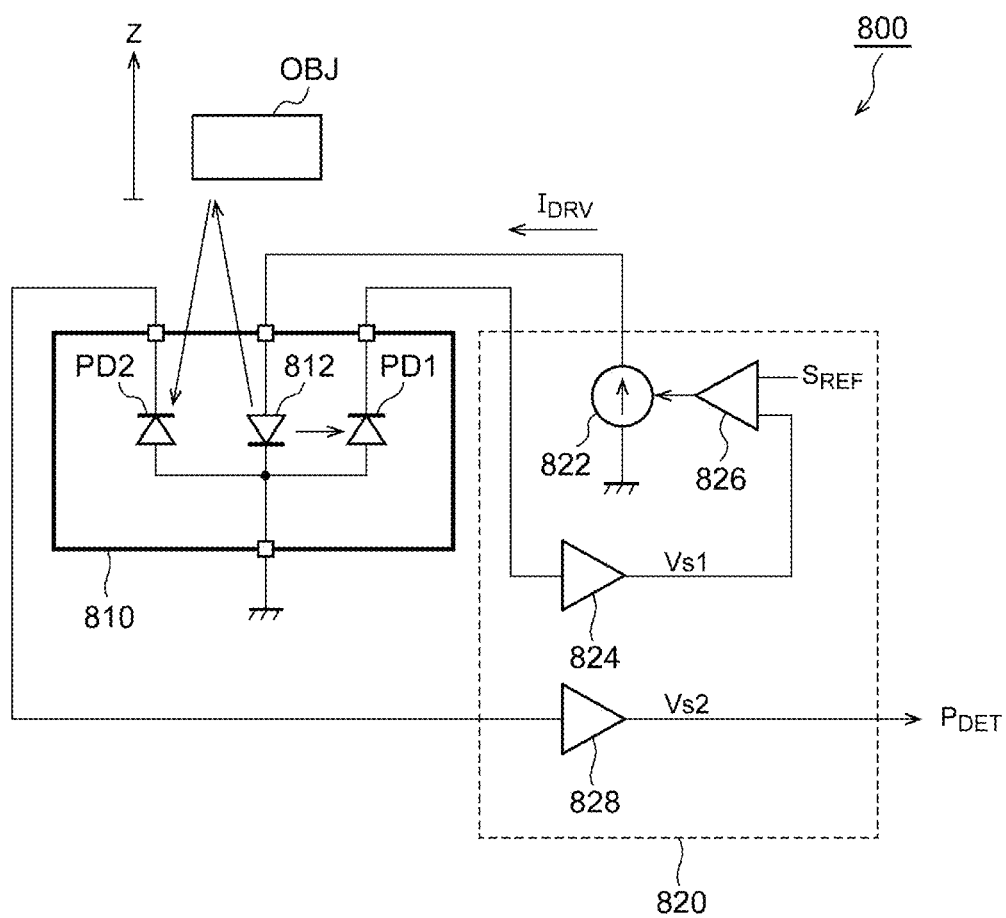 800
Z
OBJ
IDRV
PD2
812
PD1
SREF
822
826
Vs1
810
824
Vs2
PDET
828
820